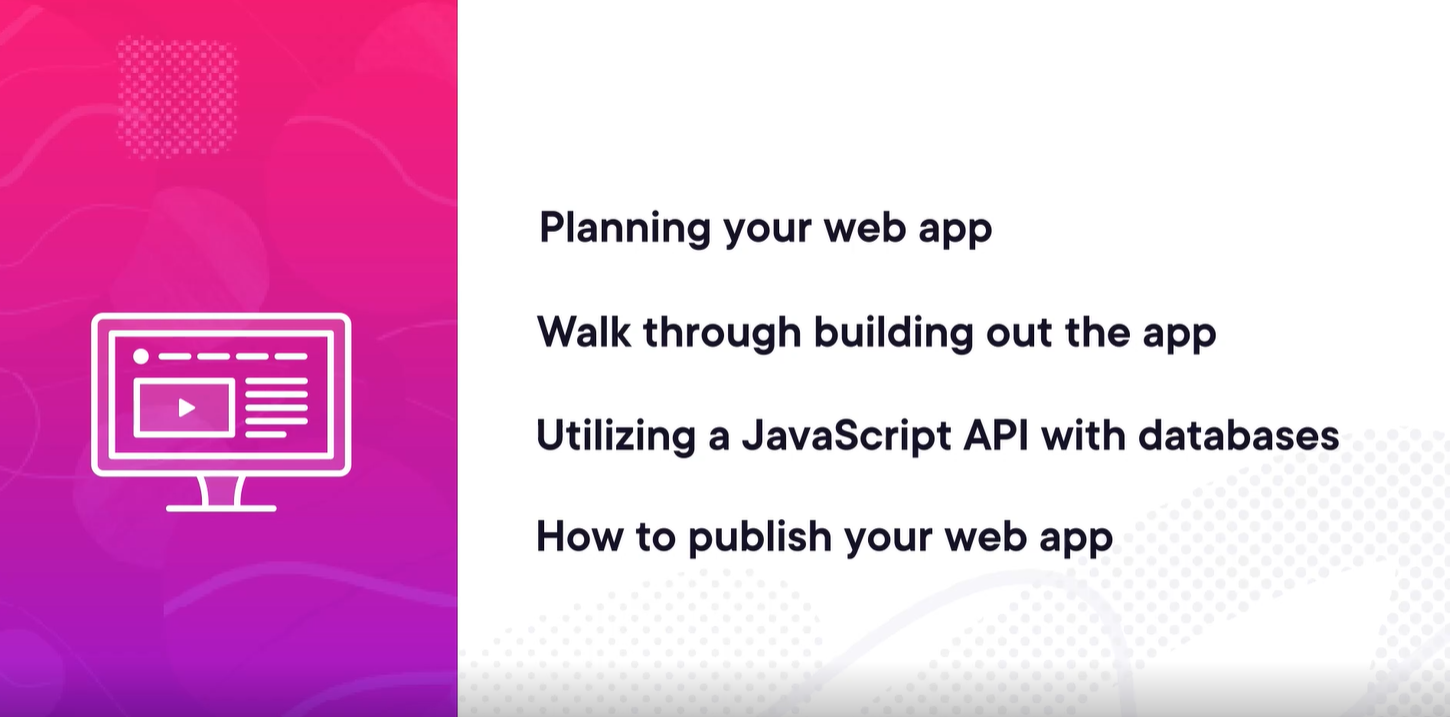 Planning your web app
Walk through building out the app
Utilizing a JavaScript API with databases
How to publish your web app